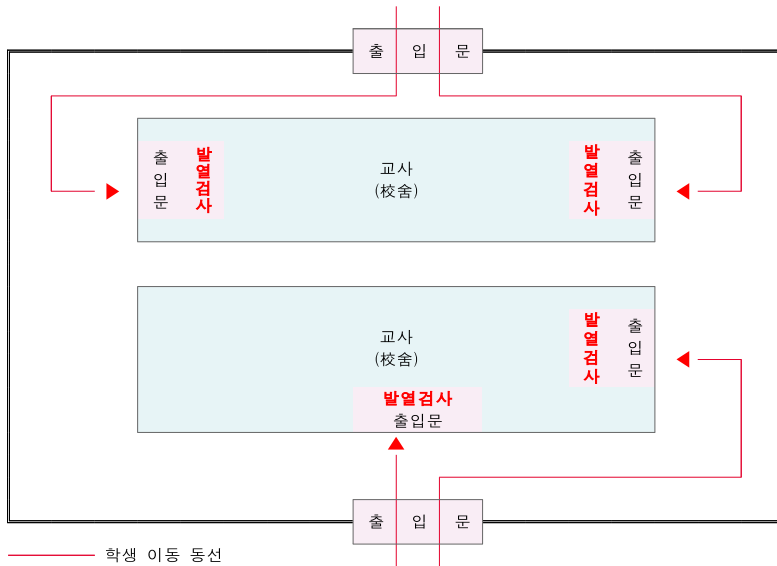 출 입 문
출입문
발열검사
교사
(校舍)
발열검사
출입문
교사
(校舍)
발열검사
출입문
발열검사
출입문
출 입 문
학생 이동 동선